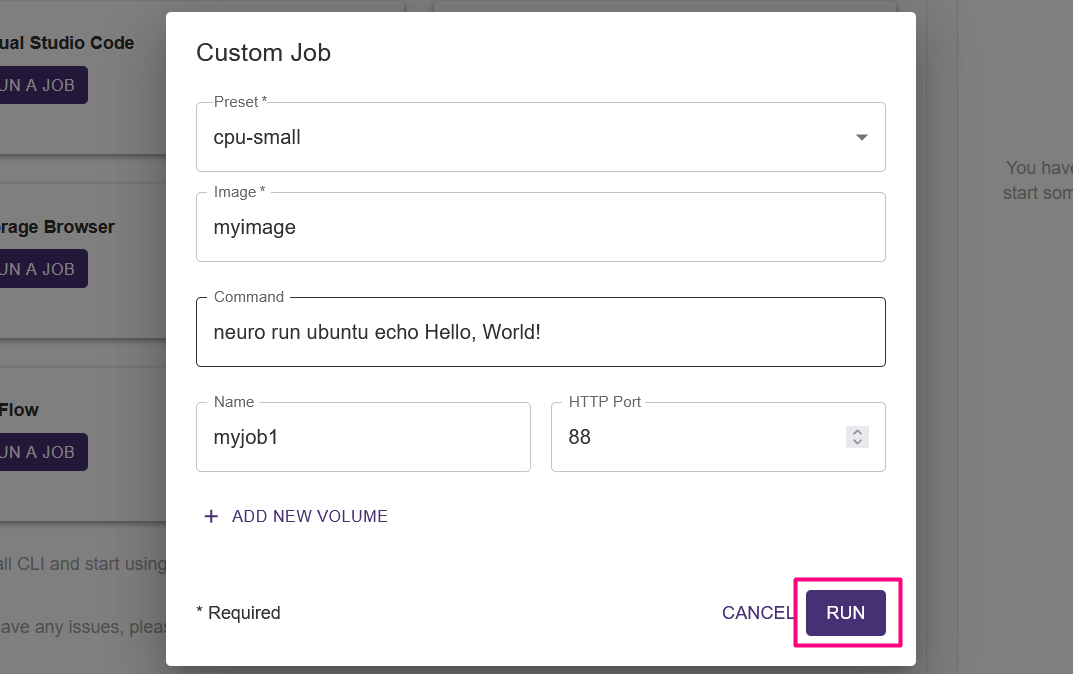 Custom Job
Preset *
cpu-small
Image *
myimage
Command
neuro run ubuntu echo Hello, World!
Name
myjob1
HTTP Port
88
+ ADD NEW VOLUME
* Required
CANCEL
RUN
ual Studio Code
UN A JOB
rage Browser
UN A JOB
Flow
UN A JOB
all CLI and start using
ave any issues, pleas
You have
start som